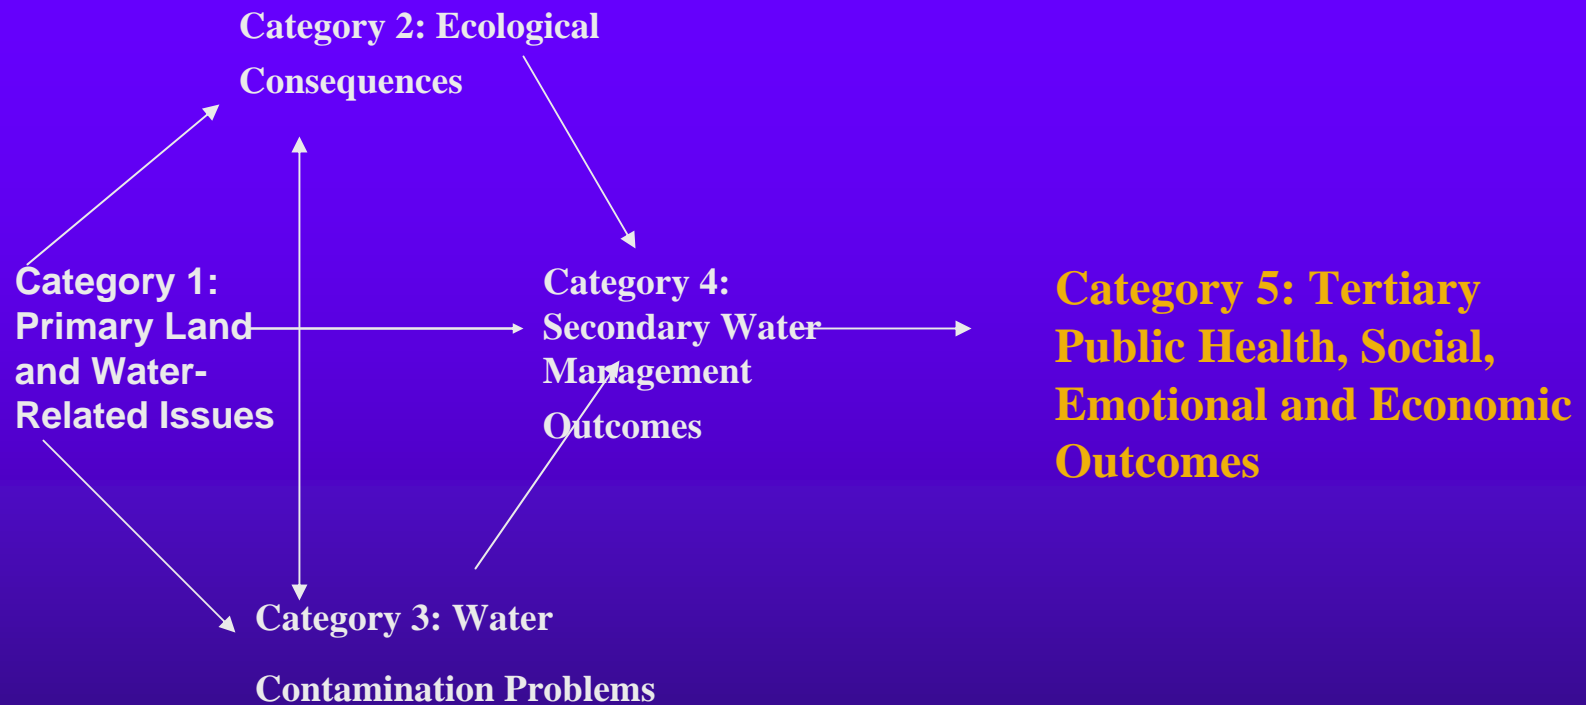 Category 2: Ecological
Consequences
Category 1:
Primary Land
and Water-
Related Issues
Category 4:
Secondary Water
Management
Outcomes
Category 5: Tertiary
Public Health, Social,
Emotional and Economic
Outcomes
Category 3: Water
Contamination Problems